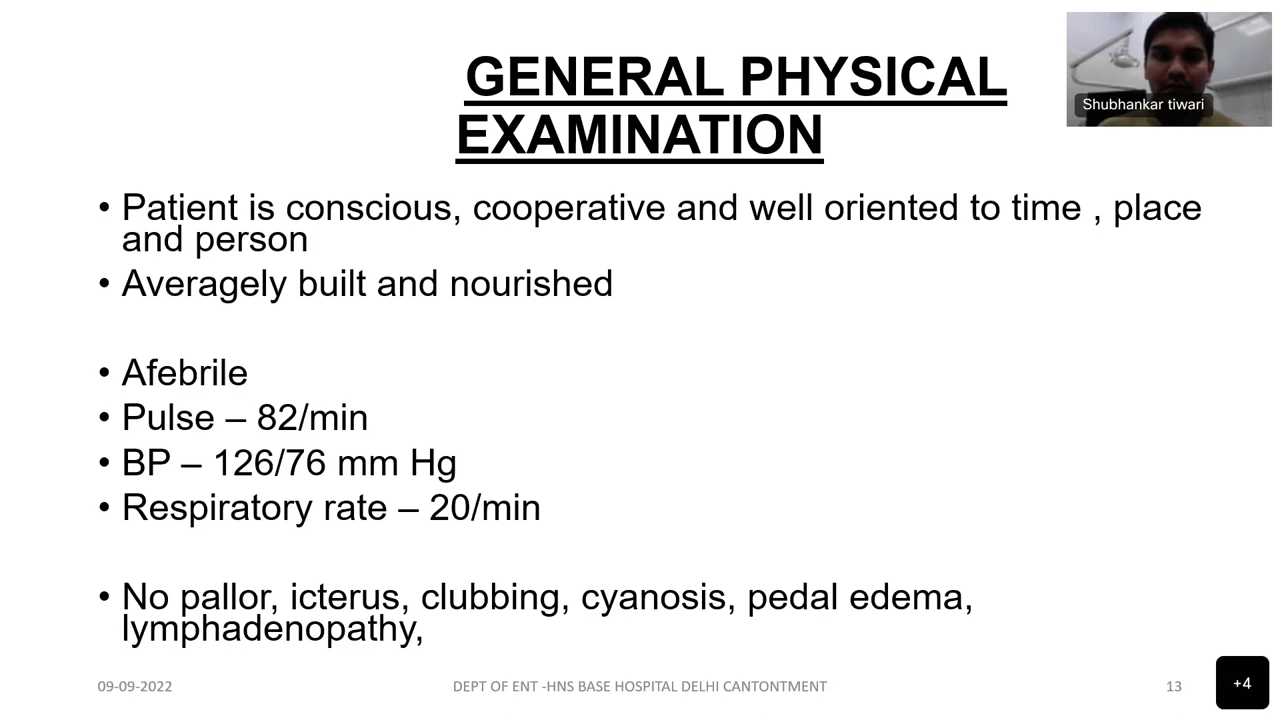 GENERAL PHYSICAL
EXAMINATION
Shubhankar tiwari
• Patient is conscious, cooperative and well oriented to time , place
and person
• Averagely built and nourished
• Afebrile
• Pulse – 82/min
• BP – 126/76 mm Hg
• Respiratory rate – 20/min
• No pallor, icterus, clubbing, cyanosis, pedal edema,
lymphadenopathy,
09-09-2022
DEPT OF ENT -HNS BASE HOSPITAL DELHI CANTONTMENT
13
+4